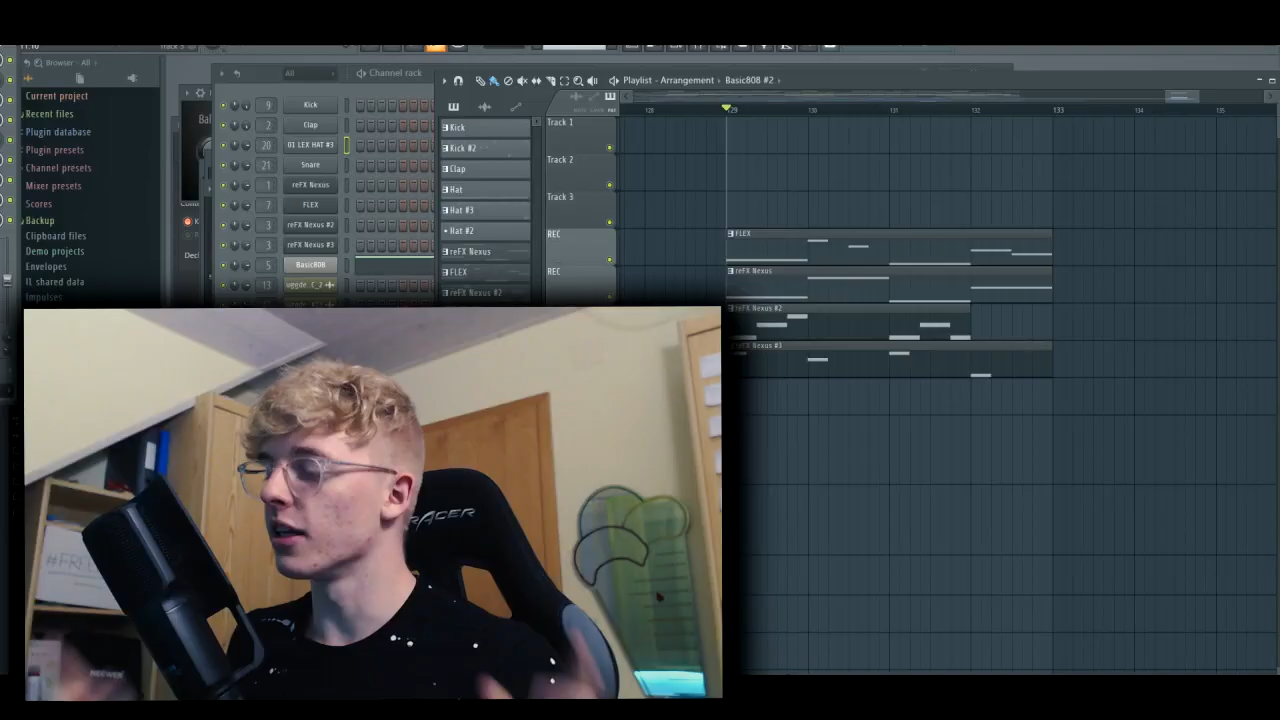 Browser - All
Current project
Recent files
Plugin database
Plugin presets
Channel presets
Mixer presets
Scores
Backup
Clipboard files
Demo projects
Envelopes
IL shared data
Impulses
All
Channel rack
9 Kick
2 Clap
20 01 LEX HAT #3
21 Snare
1 reFX Nexus
7 FLEX
3 reFX Nexus #2
3 reFX Nexus #3
5 Basic808
13
Playlist - Arrangement › Basic808 #2 ›
Kick
Kick #2
Clap
Hat
Hat #3
Hat #2
reFX Nexus
FLEX
reFX Nexus #2
130 131 132 133 134 135
Track 1
Track 2
Track 3
REC
REC
FLEX
reFX Nexus
reFX Nexus #2
reFX Nexus #3
RACER
NEEWER